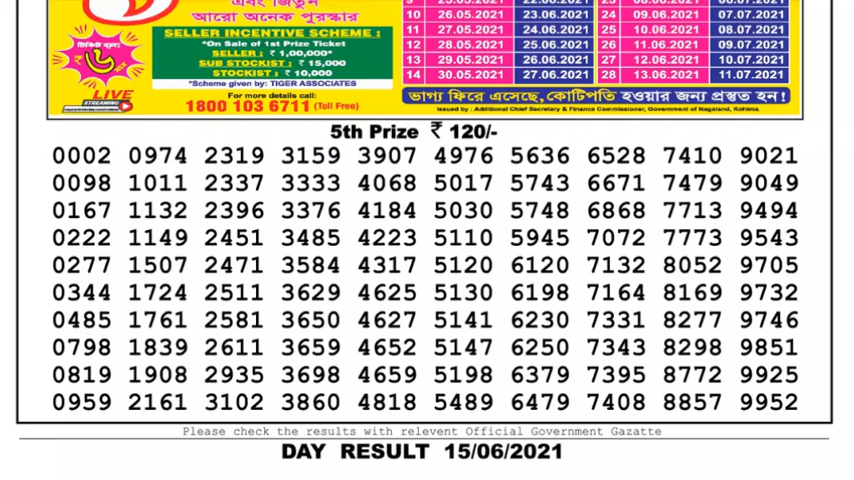 এবং জিতুন
আরো অনেক পুরস্কার
SELLER INCENTIVE SCHEME :
*On Sale of 1st Prize Ticket
SELLER : ₹ 1,00,000*
SUB STOCKIST : ₹ 15,000
STOCKIST : ₹ 10,000
*Scheme given by: TIGER ASSOCIATES
For more details call:
1800 103 6711 (Toll Free)
টিকিট মূল্য
₹ ৬
LIVE
STREAMING
10 26.05.2021 23.06.2021 24 09.06.2021 07.07.2021
11 27.05.2021 24.06.2021 25 10.06.2021 08.07.2021
12 28.05.2021 25.06.2021 26 11.06.2021 09.07.2021
13 29.05.2021 26.06.2021 27 12.06.2021 10.07.2021
14 30.05.2021 27.06.2021 28 13.06.2021 11.07.2021
ভাগ্য ফিরে এসেছে, কোটিপতি হওয়ার জন্য প্রস্তুত হন!
Issued by : Additional Chief Secretary & Finance Commissioner, Government of Nagaland, Kohima.
5th Prize ₹ 120/-
0002 0974 2319 3159 3907 4976 5636 6528 7410 9021
0098 1011 2337 3333 4068 5017 5743 6671 7479 9049
0167 1132 2396 3376 4184 5030 5748 6868 7713 9494
0222 1149 2451 3485 4223 5110 5945 7072 7773 9543
0277 1507 2471 3584 4317 5120 6120 7132 8052 9705
0344 1724 2511 3629 4625 5130 6198 7164 8169 9732
0485 1761 2581 3650 4627 5141 6230 7331 8277 9746
0798 1839 2611 3659 4652 5147 6250 7343 8298 9851
0819 1908 2935 3698 4659 5198 6379 7395 8772 9925
0959 2161 3102 3860 4818 5489 6479 7408 8857 9952
Please check the results with relevent Official Government Gazatte
DAY RESULT 15/06/2021